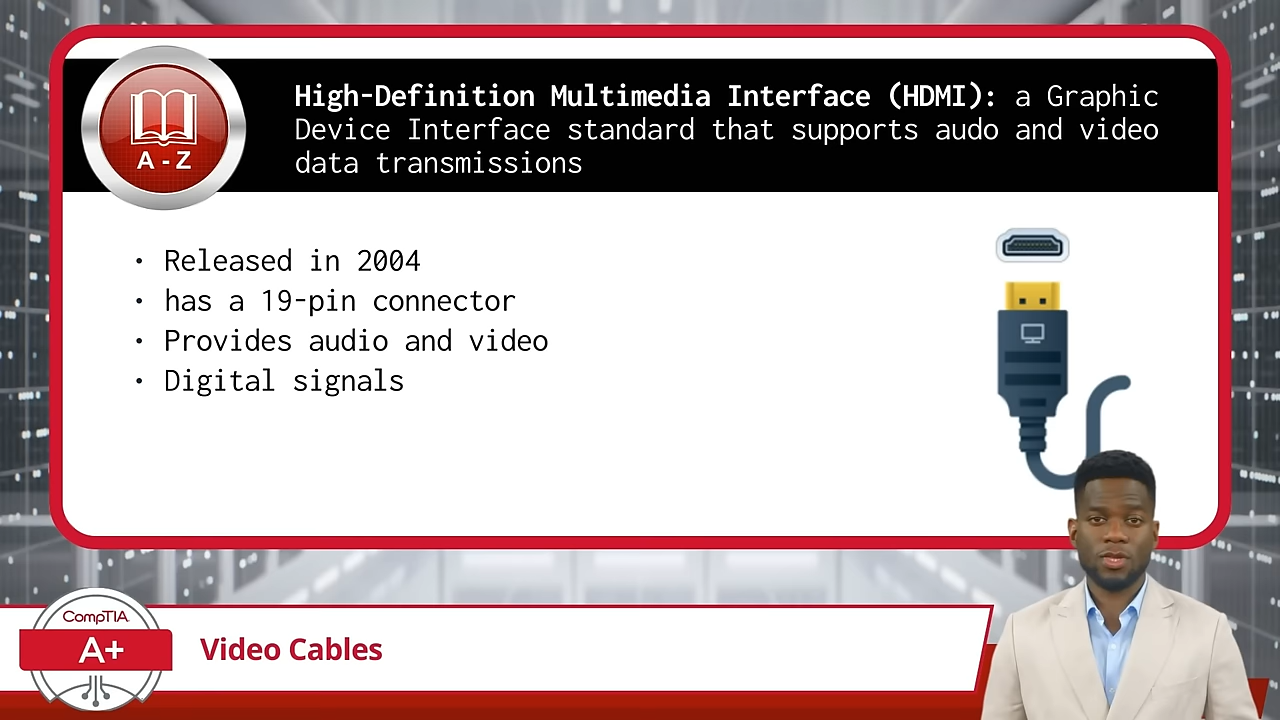 High-Definition Multimedia Interface (HDMI): a Graphic
Device Interface standard that supports audo and video
data transmissions
A-Z
• Released in 2004
• has a 19-pin connector
• Provides audio and video
• Digital signals
CompTIA
A+
Video Cables